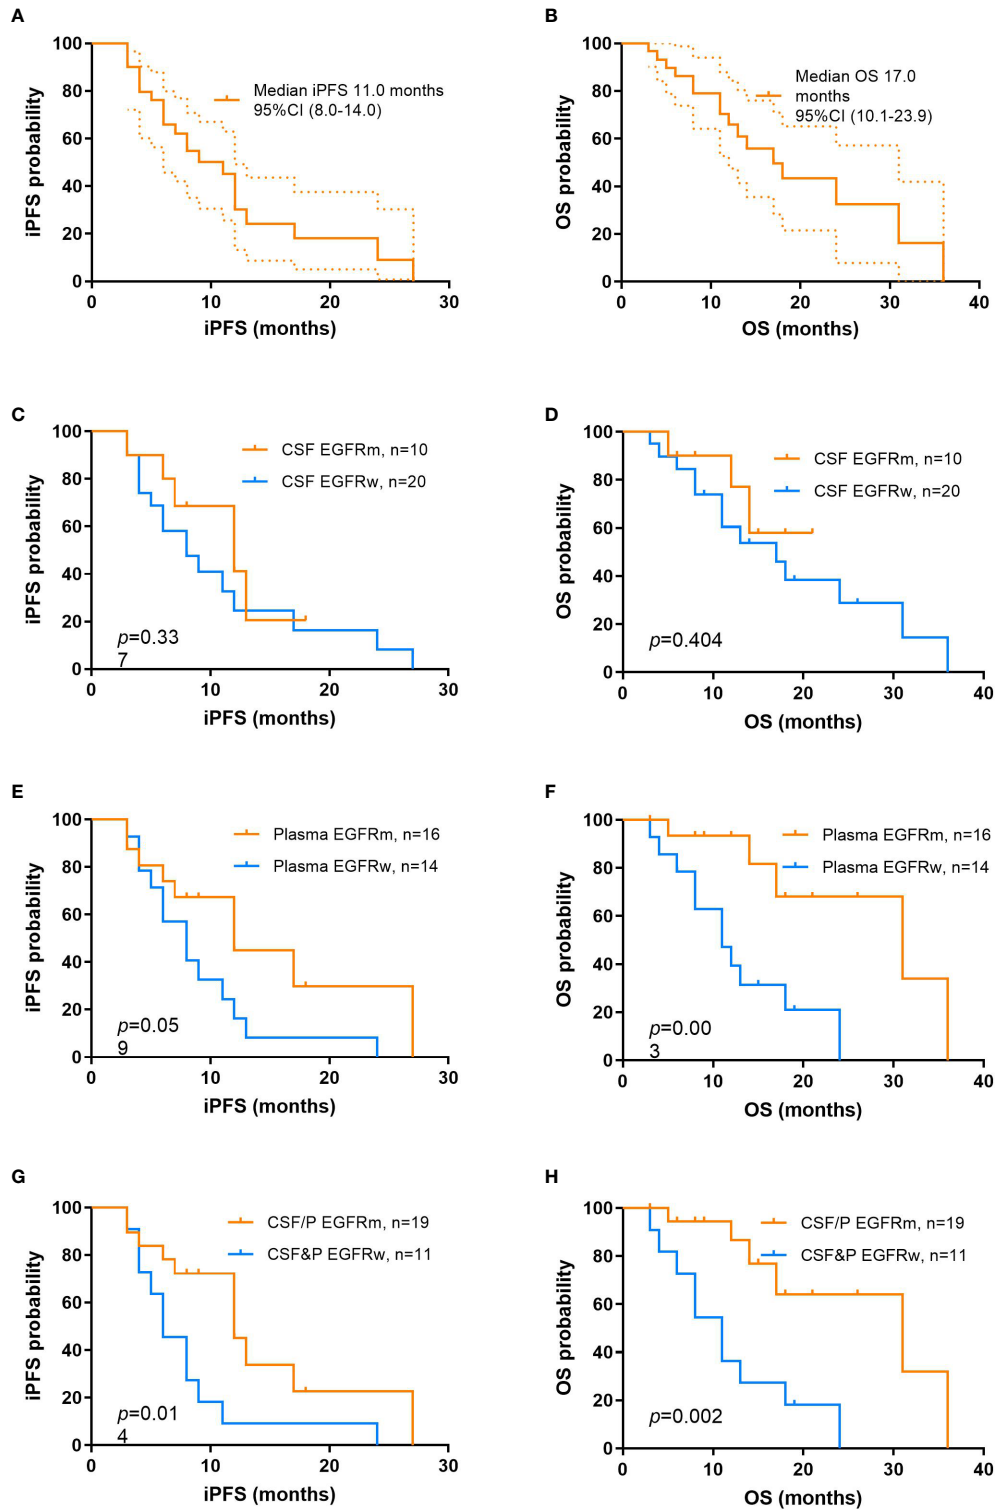 A
100
80
60
40
20
0
0
10
20
30
iPFS probability
iPFS (months)
Median iPFS 11.0 months
95%CI (8.0-14.0)
B
100
80
60
40
20
0
0
10
20
30
40
OS probability
OS (months)
Median OS 17.0
months
95%CI (10.1-23.9)
C
100
80
60
40
20
0
0
10
20
30
iPFS probability
iPFS (months)
CSF EGFRm, n=10
CSF EGFRw, n=20
p=0.33
7
D
100
80
60
40
20
0
0
10
20
30
40
OS probability
OS (months)
CSF EGFRm, n=10
CSF EGFRw, n=20
p=0.404
E
100
80
60
40
20
0
0
10
20
30
iPFS probability
iPFS (months)
Plasma EGFRm, n=16
Plasma EGFRw, n=14
p=0.05
9
F
100
80
60
40
20
0
0
10
20
30
40
OS probability
OS (months)
Plasma EGFRm, n=16
Plasma EGFRw, n=14
p=0.00
3
G
100
80
60
40
20
0
0
10
20
30
iPFS probability
iPFS (months)
CSF/P EGFRm, n=19
CSF&P EGFRw, n=11
p=0.01
4
H
100
80
60
40
20
0
0
10
20
30
40
OS probability
OS (months)
CSF/P EGFRm, n=19
CSF&P EGFRw, n=11
p=0.002